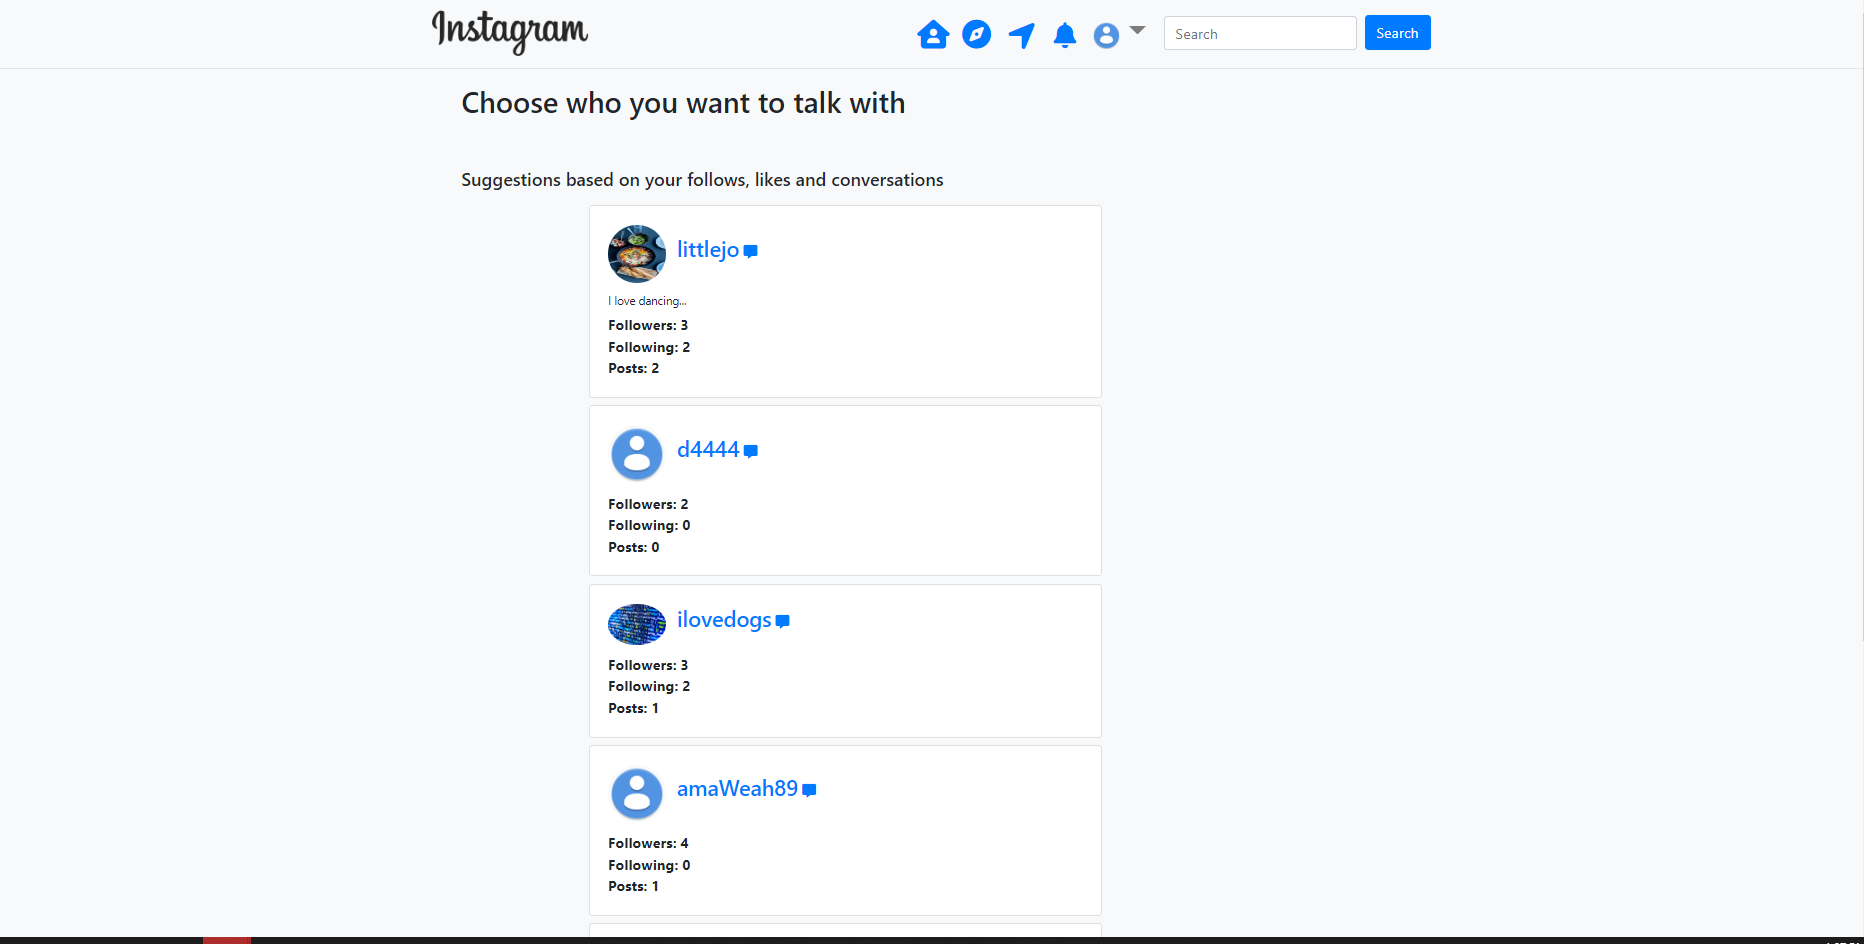 Instagram
Search
Search
Choose who you want to talk with
Suggestions based on your follows, likes and conversations
littlejo
I love dancing...
Followers: 3
Following: 2
Posts: 2
d4444
Followers: 2
Following: 0
Posts: 0
ilovedogs
Followers: 3
Following: 2
Posts: 1
amaWeah89
Followers: 4
Following: 0
Posts: 1